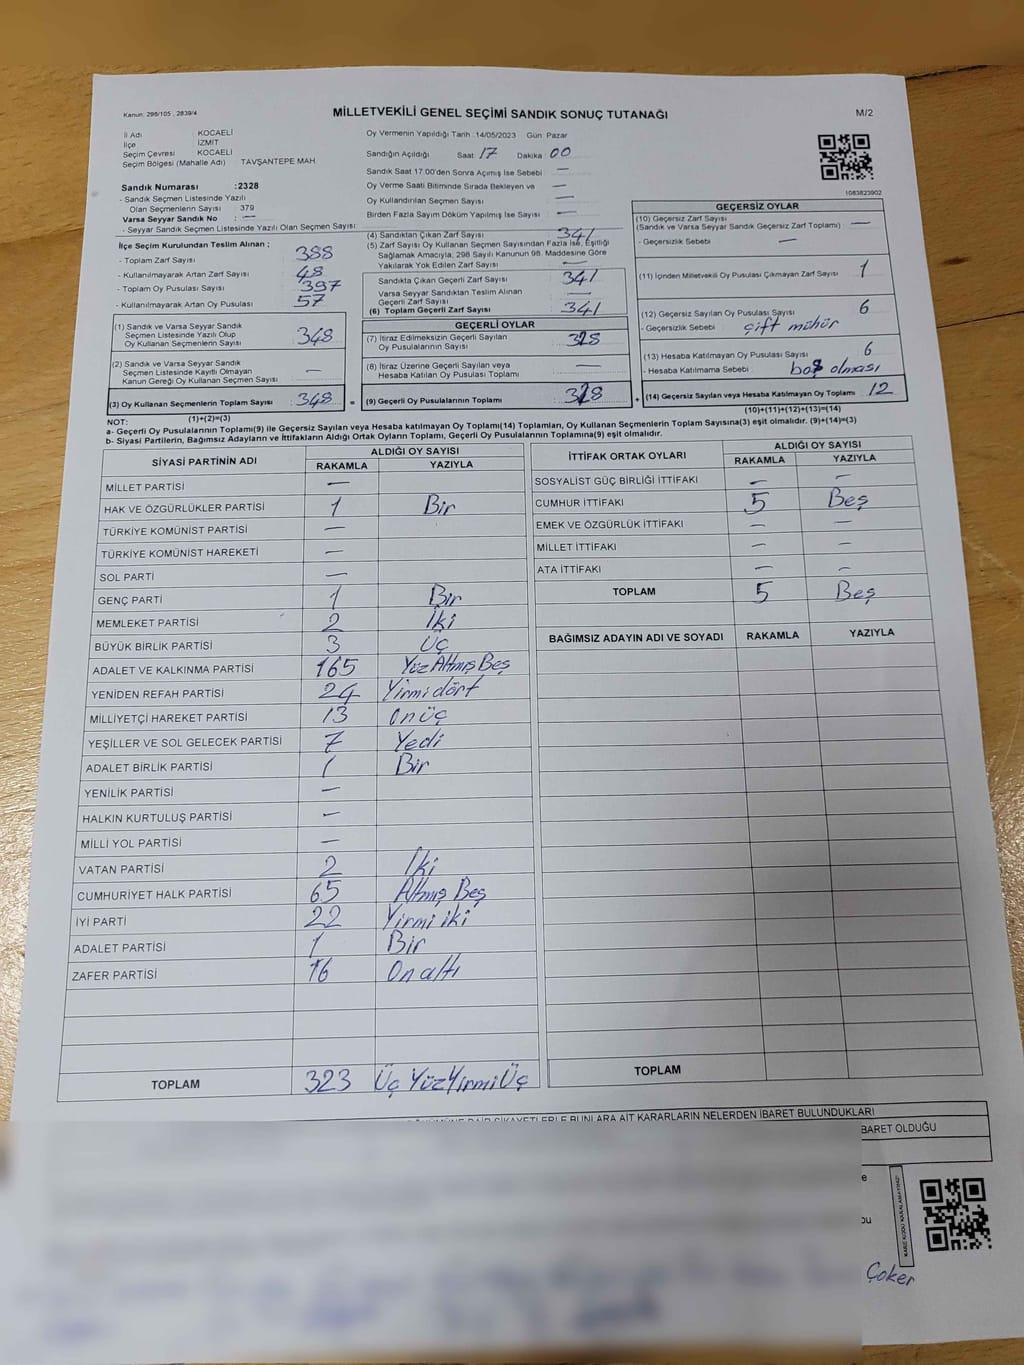 Kanun: 298/105 , 2839/4
MİLLETVEKİLİ GENEL SEÇİMİ SANDIK SONUÇ TUTANAĞI
M/2
İl Adı KOCAELİ
İlçe İZMİT
Seçim Çevresi KOCAELİ
Seçim Bölgesi (Mahalle Adı) TAVŞANTEPE MAH.
Sandık Numarası :2328
- Sandık Seçmen Listesinde Yazılı
Olan Seçmenlerin Sayısı : 379
Varsa Seyyar Sandık No : —
- Seyyar Sandık Seçmen Listesinde Yazılı Olan Seçmen Sayısı
İlçe Seçim Kurulundan Teslim Alınan ;
- Toplam Zarf Sayısı : 388
- Kullanılmayarak Artan Zarf Sayısı : 48
- Toplam Oy Pusulası Sayısı : 397
- Kullanılmayarak Artan Oy Pusulası : 57
(1) Sandık ve Varsa Seyyar Sandık
Seçmen Listesinde Yazılı Olup
Oy Kullanan Seçmenlerin Sayısı : 348
(2) Sandık ve Varsa Seyyar Sandık
Seçmen Listesinde Kayıtlı Olmayan
Kanun Gereği Oy Kullanan Seçmen Sayısı : —
(3) Oy Kullanan Seçmenlerin Toplam Sayısı : 348
(1)+(2)=(3)
Oy Vermenin Yapıldığı Tarih :14/05/2023 Gün: Pazar
Sandığın Açıldığı Saat: 17 Dakika: 00
Sandık Saat 17.00'den Sonra Açılmış İse Sebebi : —
Oy Verme Saati Bitiminde Sırada Bekleyen ve : —
Oy Kullandırılan Seçmen Sayısı : —
Birden Fazla Sayım Döküm Yapılmış İse Sayısı : —
(4) Sandıktan Çıkan Zarf Sayısı : 341
(5) Zarf Sayısı Oy Kullanan Seçmen Sayısından Fazla İse, Eşitliği
Sağlamak Amacıyla, 298 Sayılı Kanunun 98. Maddesine Göre
Yakılarak Yok Edilen Zarf Sayısı : —
Sandıkta Çıkan Geçerli Zarf Sayısı : 341
Varsa Seyyar Sandıktan Teslim Alınan
Geçerli Zarf Sayısı : —
(6) Toplam Geçerli Zarf Sayısı : 341
GEÇERLİ OYLAR
(7) İtiraz Edilmeksizin Geçerli Sayılan
Oy Pusulalarının Sayısı : 328
(8) İtiraz Üzerine Geçerli Sayılan veya
Hesaba Katılan Oy Pusulası Toplamı : —
= (9) Geçerli Oy Pusulalarının Toplamı : 328
1083823902
GEÇERSİZ OYLAR
(10) Geçersiz Zarf Sayısı
(Sandık ve Varsa Seyyar Sandık Geçersiz Zarf Toplamı) : —
- Geçersizlik Sebebi : —
(11) İçinden Milletvekili Oy Pusulası Çıkmayan Zarf Sayısı : 1
(12) Geçersiz Sayılan Oy Pusulası Sayısı : 6
- Geçersizlik Sebebi : çift mühür
(13) Hesaba Katılmayan Oy Pusulası Sayısı : 6
- Hesaba Katılmama Sebebi : boş olması
+ (14) Geçersiz Sayılan veya Hesaba Katılmayan Oy Toplamı : 12
(10)+(11)+(12)+(13)=(14)
NOT:
a- Geçerli Oy Pusulalarının Toplamı(9) ile Geçersiz Sayılan veya Hesaba katılmayan Oy Toplamı(14) Toplamları, Oy Kullanan Seçmenlerin Toplam Sayısına(3) eşit olmalıdır. (9)+(14)=(3)
b- Siyasi Partilerin, Bağımsız Adayların ve İttifakların Aldığı Ortak Oyların Toplamı, Geçerli Oy Pusulalarının Toplamına(9) eşit olmalıdır.
SİYASİ PARTİNİN ADI ALDIĞI OY SAYISI
RAKAMLA YAZIYLA
MİLLET PARTİSİ —
HAK VE ÖZGÜRLÜKLER PARTİSİ 1 Bir
TÜRKİYE KOMÜNİST PARTİSİ —
TÜRKİYE KOMÜNİST HAREKETİ —
SOL PARTİ —
GENÇ PARTİ 1 Bir
MEMLEKET PARTİSİ 2 İki
BÜYÜK BİRLİK PARTİSİ 3 Üç
ADALET VE KALKINMA PARTİSİ 165 Yüz Altmış Beş
YENİDEN REFAH PARTİSİ 24 Yirmi dört
MİLLİYETÇİ HAREKET PARTİSİ 13 On üç
YEŞİLLER VE SOL GELECEK PARTİSİ 7 Yedi
ADALET BİRLİK PARTİSİ 1 Bir
YENİLİK PARTİSİ —
HALKIN KURTULUŞ PARTİSİ —
MİLLİ YOL PARTİSİ —
VATAN PARTİSİ 2 İki
CUMHURİYET HALK PARTİSİ 65 Altmış Beş
İYİ PARTİ 22 Yirmi iki
ADALET PARTİSİ 1 Bir
ZAFER PARTİSİ 16 On altı
TOPLAM 323 Üç Yüz Yirmi Üç
İTTİFAK ORTAK OYLARI ALDIĞI OY SAYISI
RAKAMLA YAZIYLA
SOSYALİST GÜÇ BİRLİĞİ İTTİFAKI — —
CUMHUR İTTİFAKI 5 Beş
EMEK VE ÖZGÜRLÜK İTTİFAKI — —
MİLLET İTTİFAKI — —
ATA İTTİFAKI — —
TOPLAM 5 Beş
BAĞIMSIZ ADAYIN ADI VE SOYADI RAKAMLA YAZIYLA
TOPLAM
ŞİKAYETLERLE BUNLARA AİT KARARLARIN NELERDEN İBARET BULUNDUKLARI
BARET OLDUĞU
Çoker